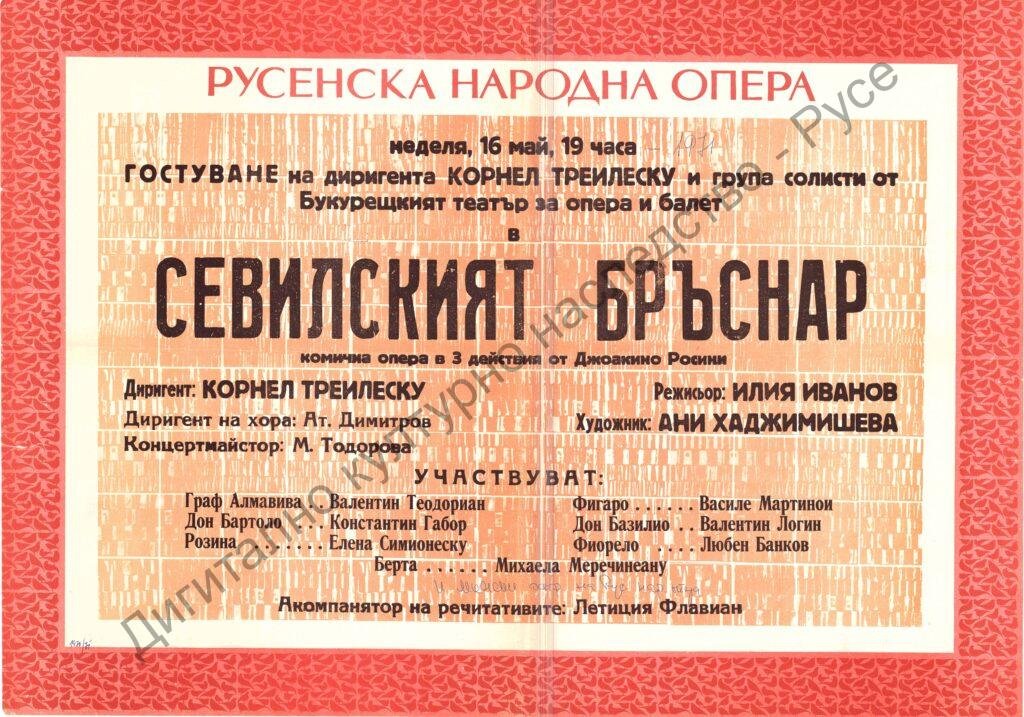 РУСЕНСКА НАРОДНА ОПЕРА
неделя, 16 май, 19 часа - 1971
ГОСТУВАНЕ на диригента КОРНЕЛ ТРЕИЛЕСКУ и група солисти от
Букурещкият театър за опера и балет
в
СЕВИЛСКИЯТ БРЪСНАР
комична опера в 3 действия от Джоакино Росини
Диригент: КОРНЕЛ ТРЕИЛЕСКУ
Режисьор: ИЛИЯ ИВАНОВ
Диригент на хора: Ат. Димитров
Художник: АНИ ХАДЖИМИШЕВА
Концертмайстор: М. Тодорова
УЧАСТВУВАТ:
Граф Алмавива . . Валентин Теодориан
Фигаро . . . . . Василе Мартинои
Дон Бартоло . . . Константин Габор
Дон Базилио . . Валентин Логин
Розина . . . . . . . Елена Симионеску
Фиорело . . . . Любен Банков
Берта . . . . . . Михаела Меречинеану
Акомпанятор на речитативите: Летиция Флавиан
Дигитално културно наследство - Русе